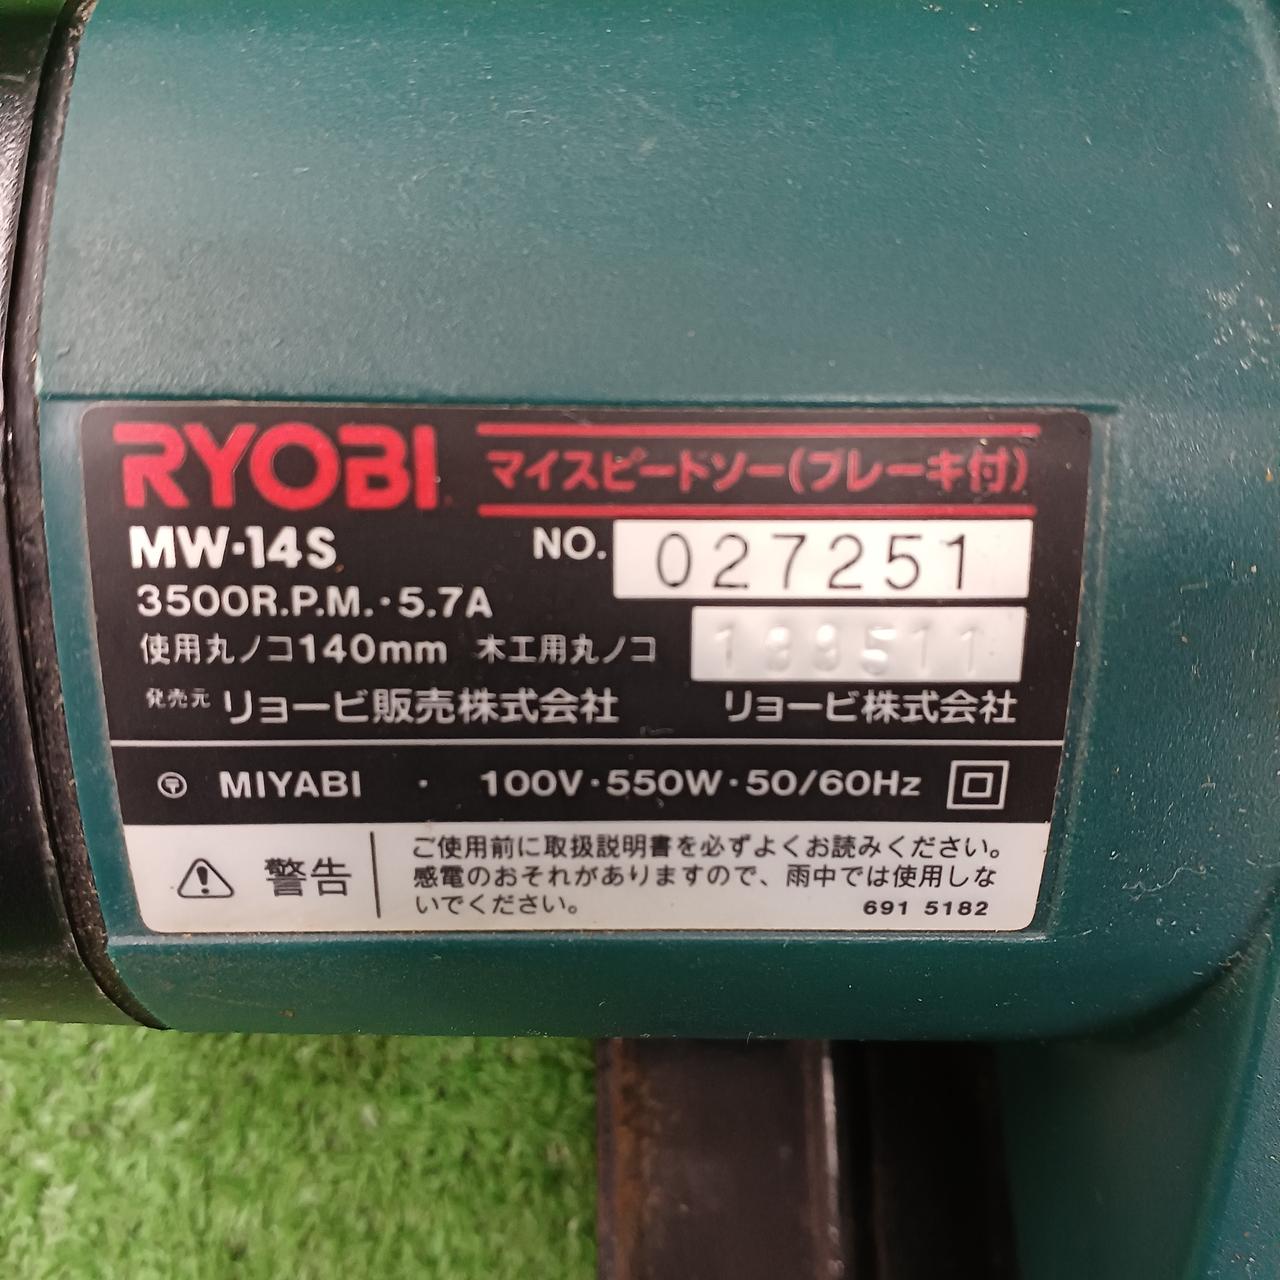 RYOBI マイスピードソー(ブレーキ付)
MW-14S NO. 027251
3500R.P.M.・5.7A
使用丸ノコ140mm 木工用丸ノコ
発売元 リョービ販売株式会社 リョービ株式会社
MIYABI ・ 100V・550W・50/60Hz
警告
ご使用前に取扱説明書を必ずよくお読みください。
感電のおそれがありますので、雨中では使用しな
いでください。
691 5182